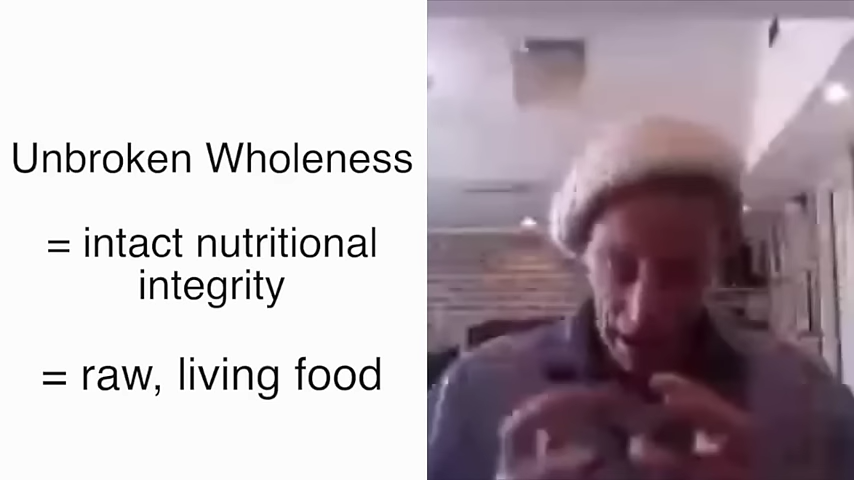 Unbroken Wholeness
= intact nutritional
integrity
= raw, living food